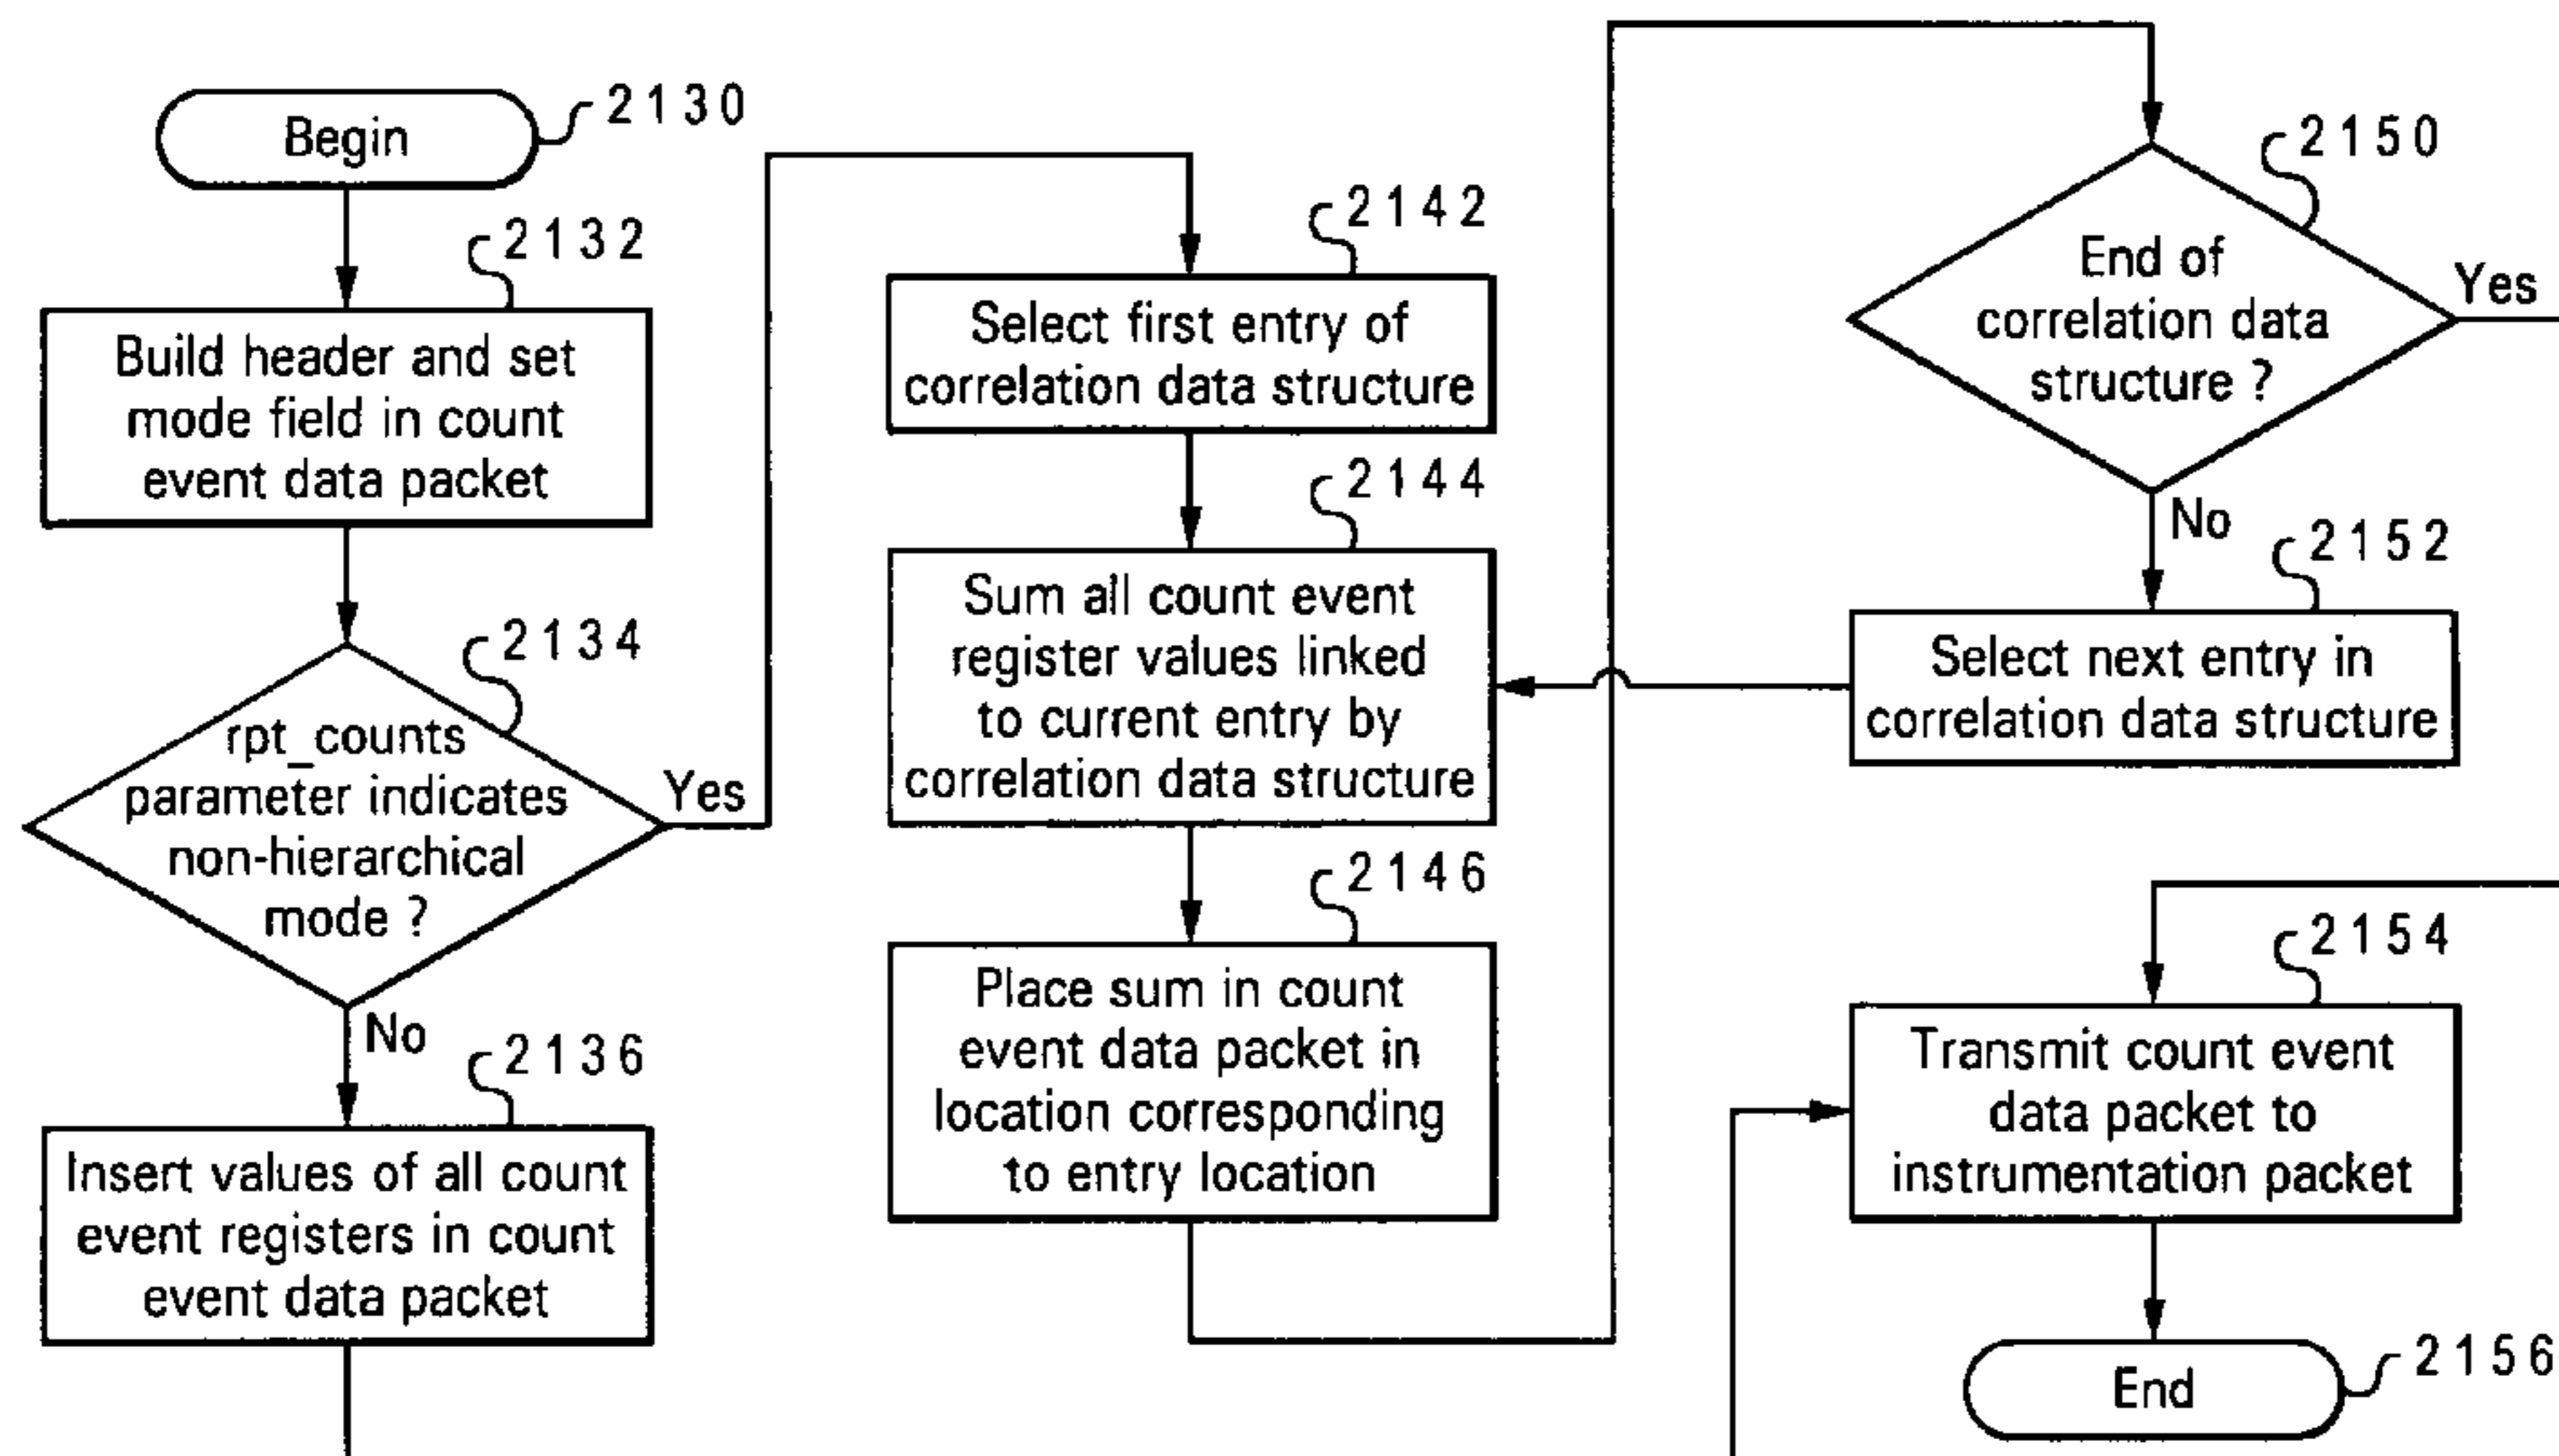 Begin
2130
2132
Build header and set
mode field in count
event data packet
2134
rpt_counts
parameter indicates
non-hierarchical
mode ?
Yes
No
2136
Insert values of all count
event registers in count
event data packet
2142
Select first entry of
correlation data structure
2144
Sum all count event
register values linked
to current entry by
correlation data structure
2146
Place sum in count
event data packet in
location corresponding
to entry location
2150
End of
correlation data
structure ?
Yes
No
2152
Select next entry in
correlation data structure
2154
Transmit count event
data packet to
instrumentation packet
End
2156